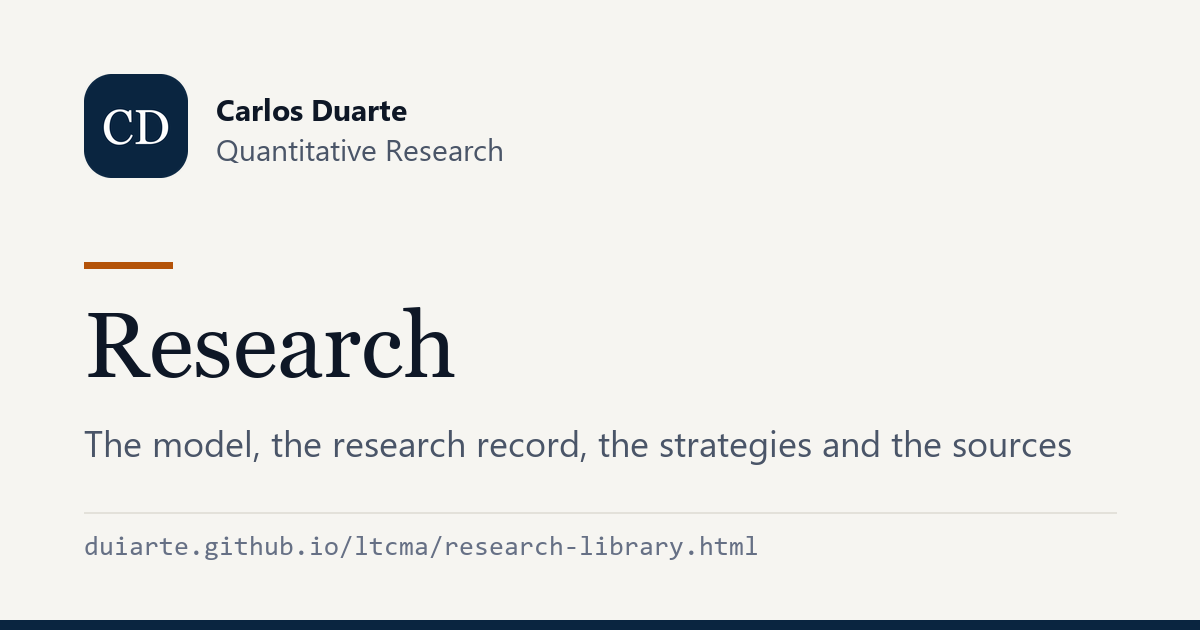 CD
Carlos Duarte
Quantitative Research
Research
The model, the research record, the strategies and the sources
duiarte.github.io/ltcma/research-library.html